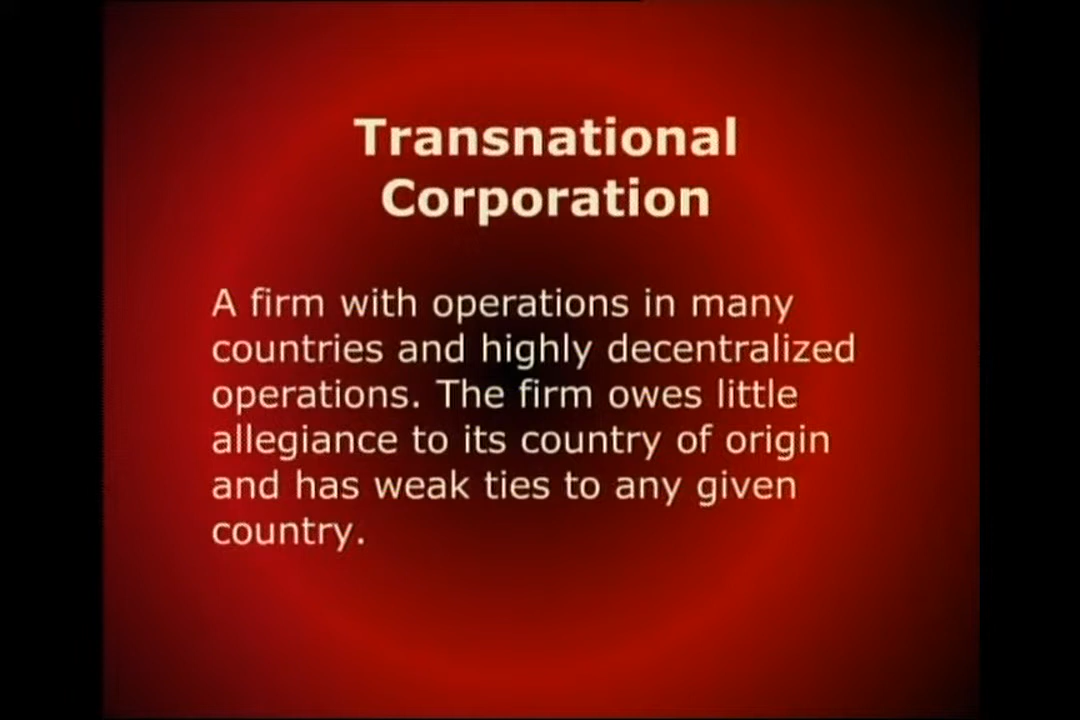 Transnational
Corporation
A firm with operations in many
countries and highly decentralized
operations. The firm owes little
allegiance to its country of origin
and has weak ties to any given
country.